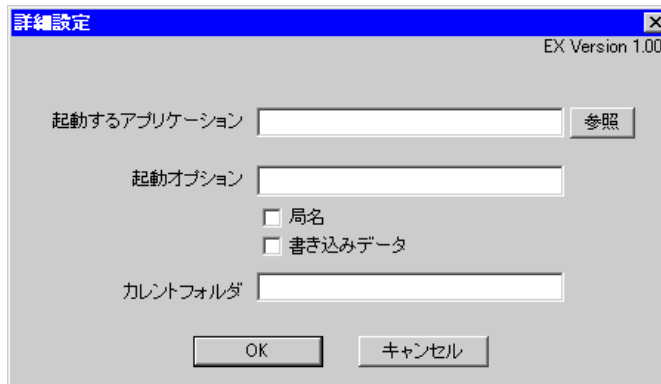 詳細設定
EX Version 1.00
起動するアプリケーション
参照
起動オプション
局名
書き込みデータ
カレントフォルダ
OK
キャンセル